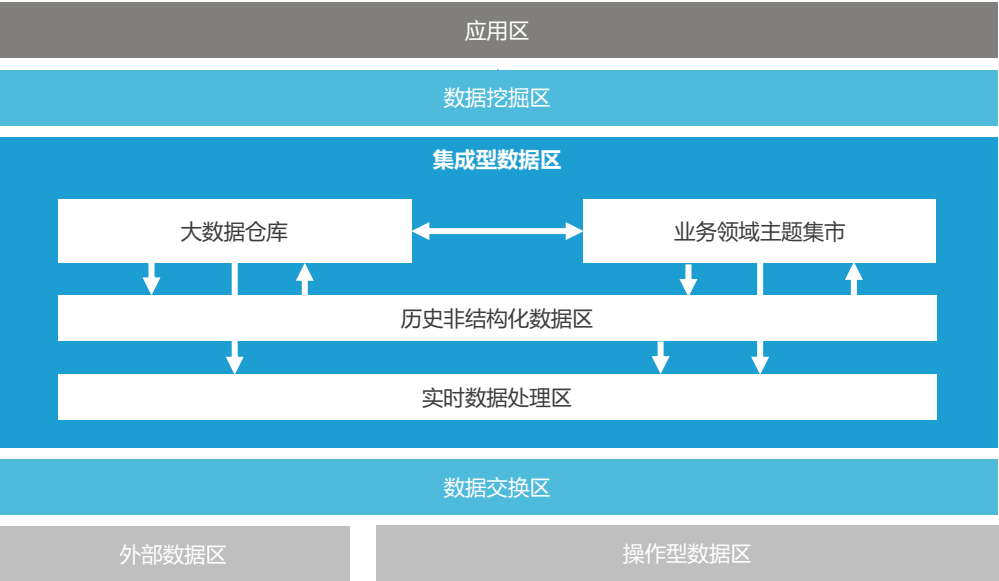 应用区
数据挖掘区
集成型数据区
大数据仓库
业务领域主题集市
历史非结构化数据区
实时数据处理区
数据交换区
外部数据区
操作型数据区